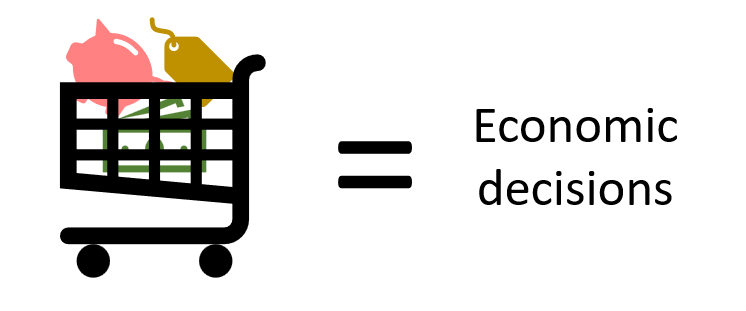 =
Economic
decisions